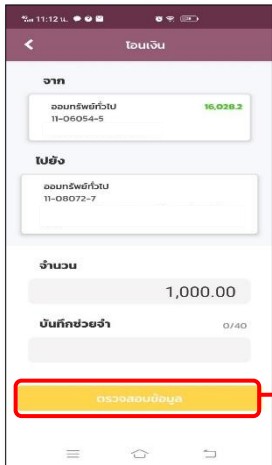 11:12 น.
โอนเงิน
จาก
ออมทรัพย์ทั่วไป 16,028.2
11-06054-5
ไปยัง
ออมทรัพย์ทั่วไป
11-08072-7
จำนวน
1,000.00
บันทึกช่วยจำ 0/40
ตรวจสอบข้อมูล